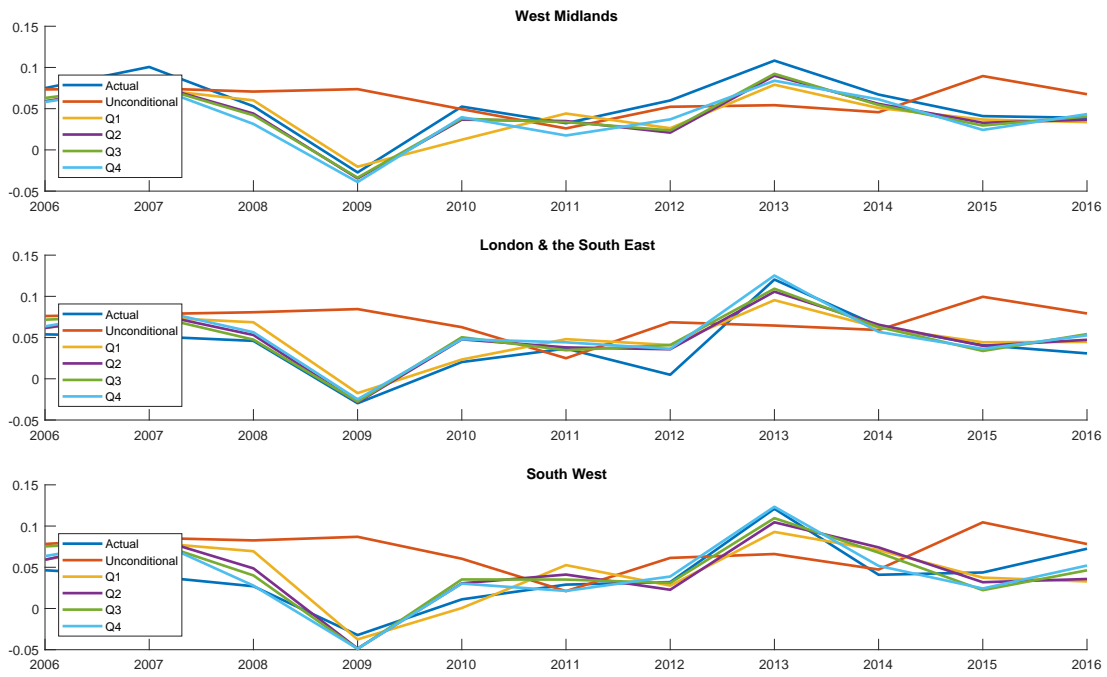 West Midlands
0.15
0.1
0.05
0
-0.05
Actual
Unconditional
Q1
Q2
Q3
Q4
2006 2007 2008 2009 2010 2011 2012 2013 2014 2015 2016
London & the South East
0.15
0.1
0.05
0
-0.05
Actual
Unconditional
Q1
Q2
Q3
Q4
2006 2007 2008 2009 2010 2011 2012 2013 2014 2015 2016
South West
0.15
0.1
0.05
0
-0.05
Actual
Unconditional
Q1
Q2
Q3
Q4
2006 2007 2008 2009 2010 2011 2012 2013 2014 2015 2016